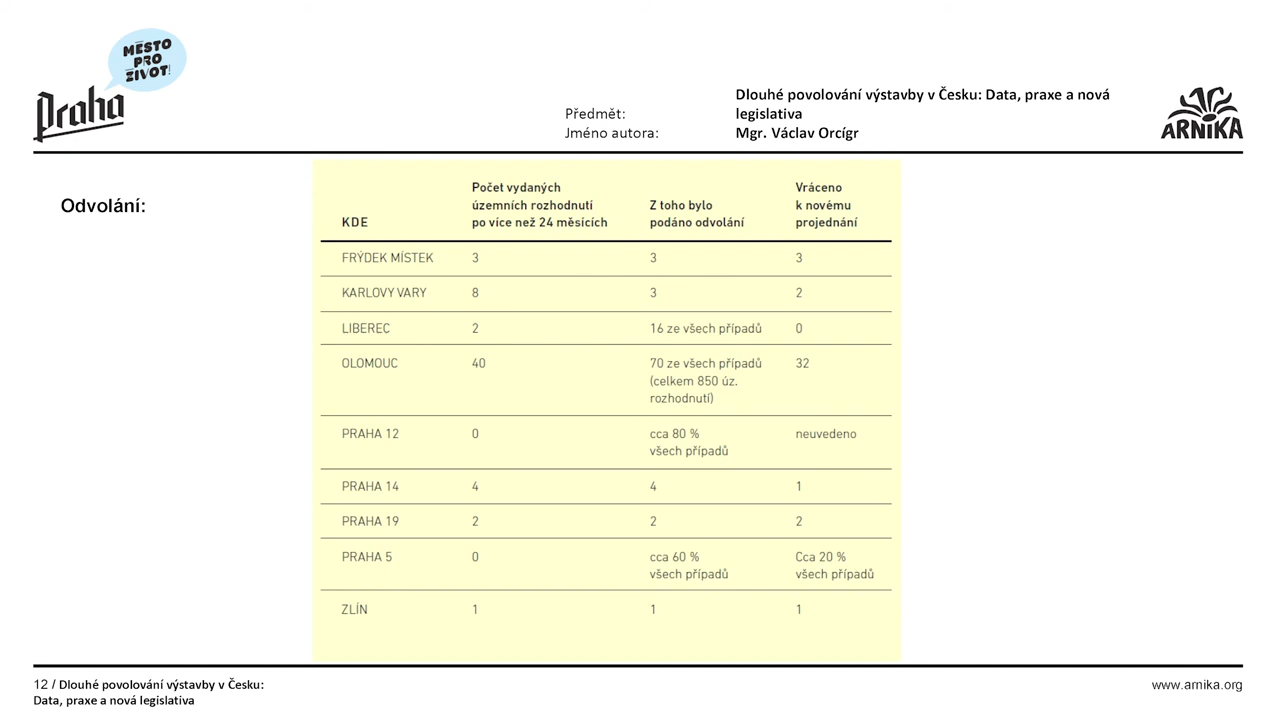 MĚSTO
PRO
ŽIVOT!
Praha
Předmět:
Dlouhé povolování výstavby v Česku: Data, praxe a nová
legislativa
Jméno autora:
Mgr. Václav Orcígr
ARNIKA
Odvolání:
KDE
Počet vydaných
územních rozhodnutí
po více než 24 měsících
Z toho bylo
podáno odvolání
Vráceno
k novému
projednání
FRÝDEK MÍSTEK 3 3 3
KARLOVY VARY 8 3 2
LIBEREC 2 16 ze všech případů 0
OLOMOUC 40 70 ze všech případů 32
(celkem 850 úz.
rozhodnutí)
PRAHA 12 0 cca 80 % neuvedeno
všech případů
PRAHA 14 4 4 1
PRAHA 19 2 2 2
PRAHA 5 0 cca 60 % Cca 20 %
všech případů všech případů
ZLÍN 1 1 1
12 / Dlouhé povolování výstavby v Česku:
Data, praxe a nová legislativa
www.arnika.org